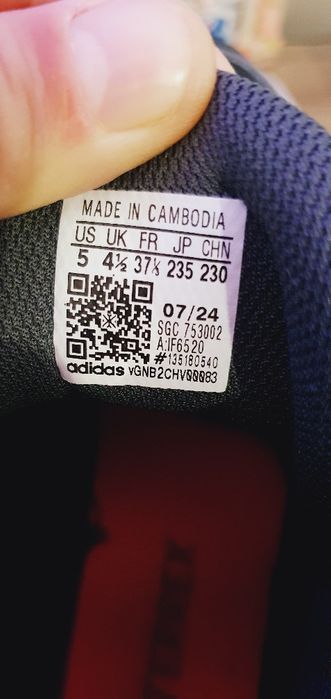 MADE IN CAMBODIA
US UK FR JP CHN
5 4½ 37⅓ 235 230
07/24
SGC 753002
A:IF6520
#135180540
adidas vGNB2CHV00083